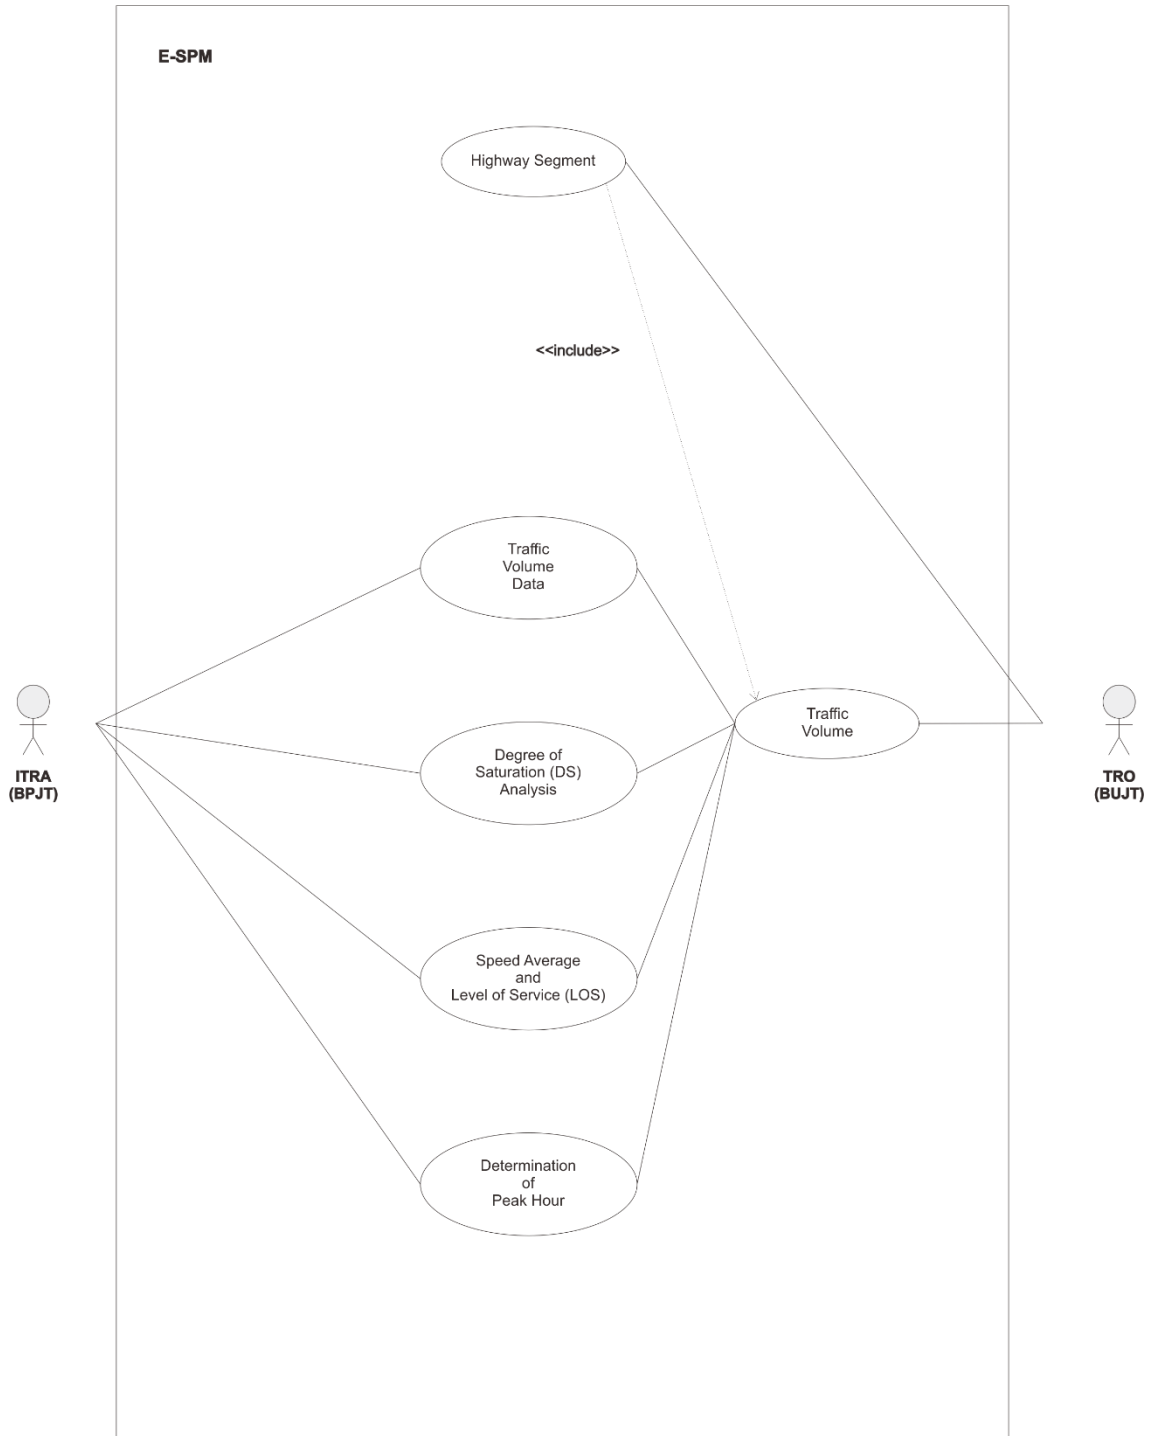 E-SPM
Highway Segment
<<include>>
Traffic
Volume
Data
Traffic
Volume
Degree of
Saturation (DS)
Analysis
ITRA
(BPJT)
TRO
(BUJT)
Speed Average
and
Level of Service (LOS)
Determination
of
Peak Hour